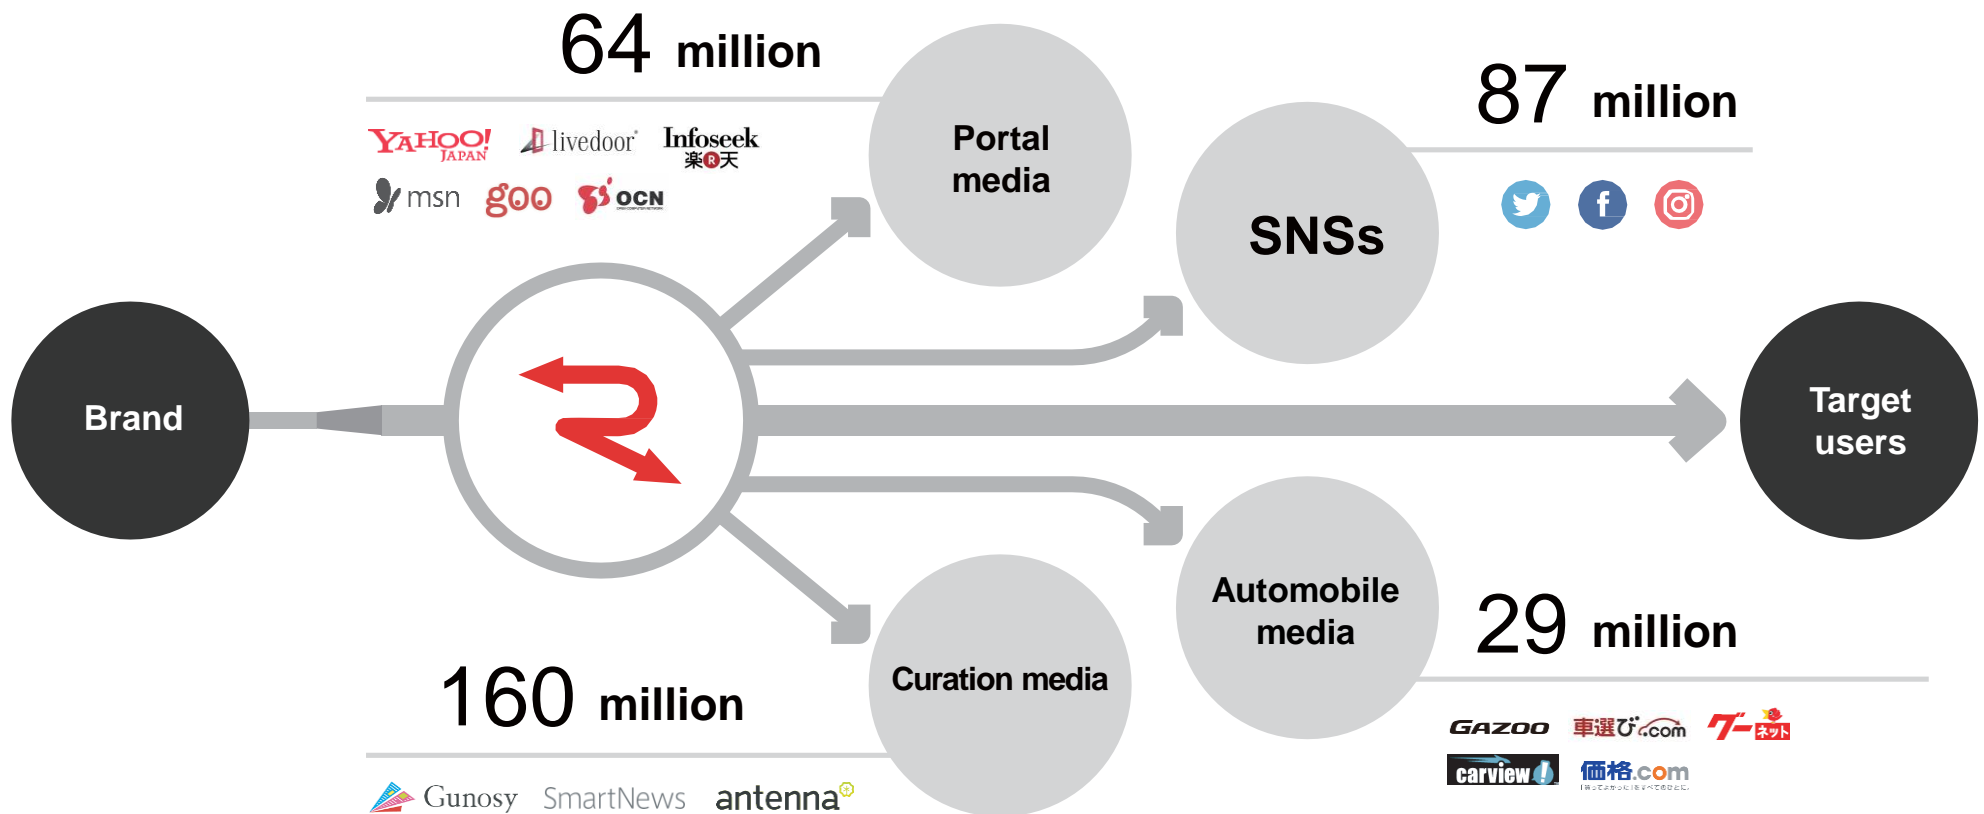 64 million
YAHOO!
JAPAN
livedoor
Infoseek
楽R天
msn
goo
OCN
Portal
media
SNSs
87 million
f
Brand
Target
users
160 million
Curation media
Gunosy
SmartNews
antenna
Automobile
media
29 million
GAZOO
車選び.com
グーネット
carview!
価格.com